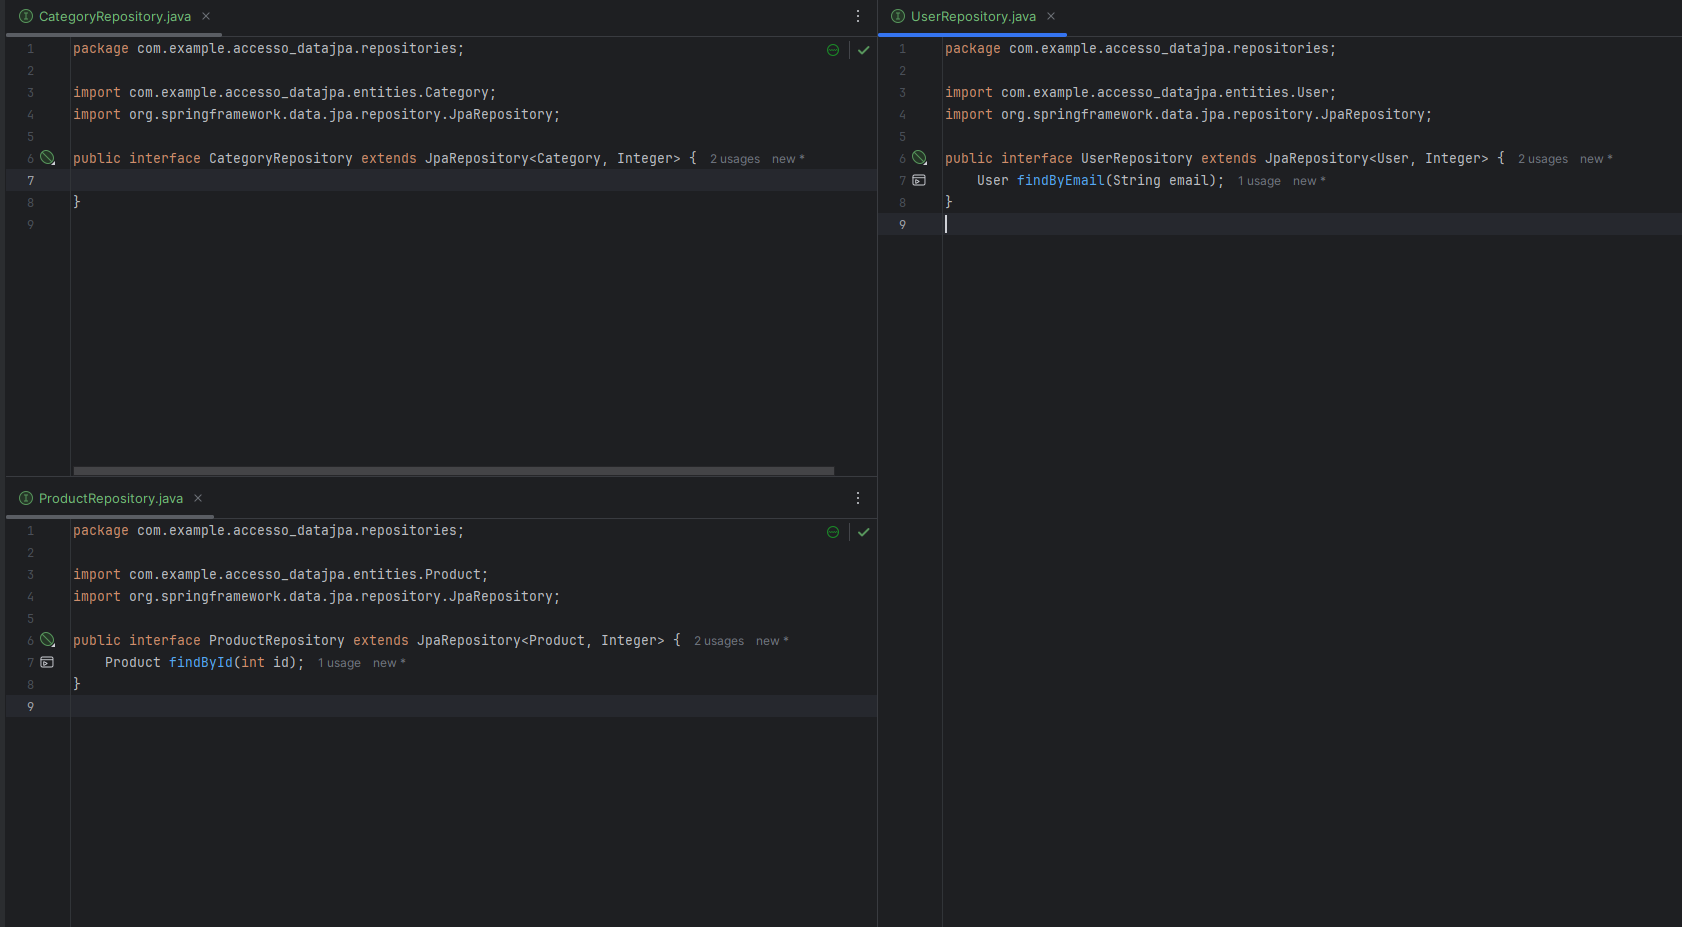 CategoryRepository.java
1 package com.example.accesso_datajpa.repositories;
2
3 import com.example.accesso_datajpa.entities.Category;
4 import org.springframework.data.jpa.repository.JpaRepository;
5
6 public interface CategoryRepository extends JpaRepository<Category, Integer> { 2 usages new *
7
8 }
9
ProductRepository.java
1 package com.example.accesso_datajpa.repositories;
2
3 import com.example.accesso_datajpa.entities.Product;
4 import org.springframework.data.jpa.repository.JpaRepository;
5
6 public interface ProductRepository extends JpaRepository<Product, Integer> { 2 usages new *
7 Product findById(int id); 1 usage new *
8 }
9
UserRepository.java
1 package com.example.accesso_datajpa.repositories;
2
3 import com.example.accesso_datajpa.entities.User;
4 import org.springframework.data.jpa.repository.JpaRepository;
5
6 public interface UserRepository extends JpaRepository<User, Integer> { 2 usages new *
7 User findByEmail(String email); 1 usage new *
8 }
9